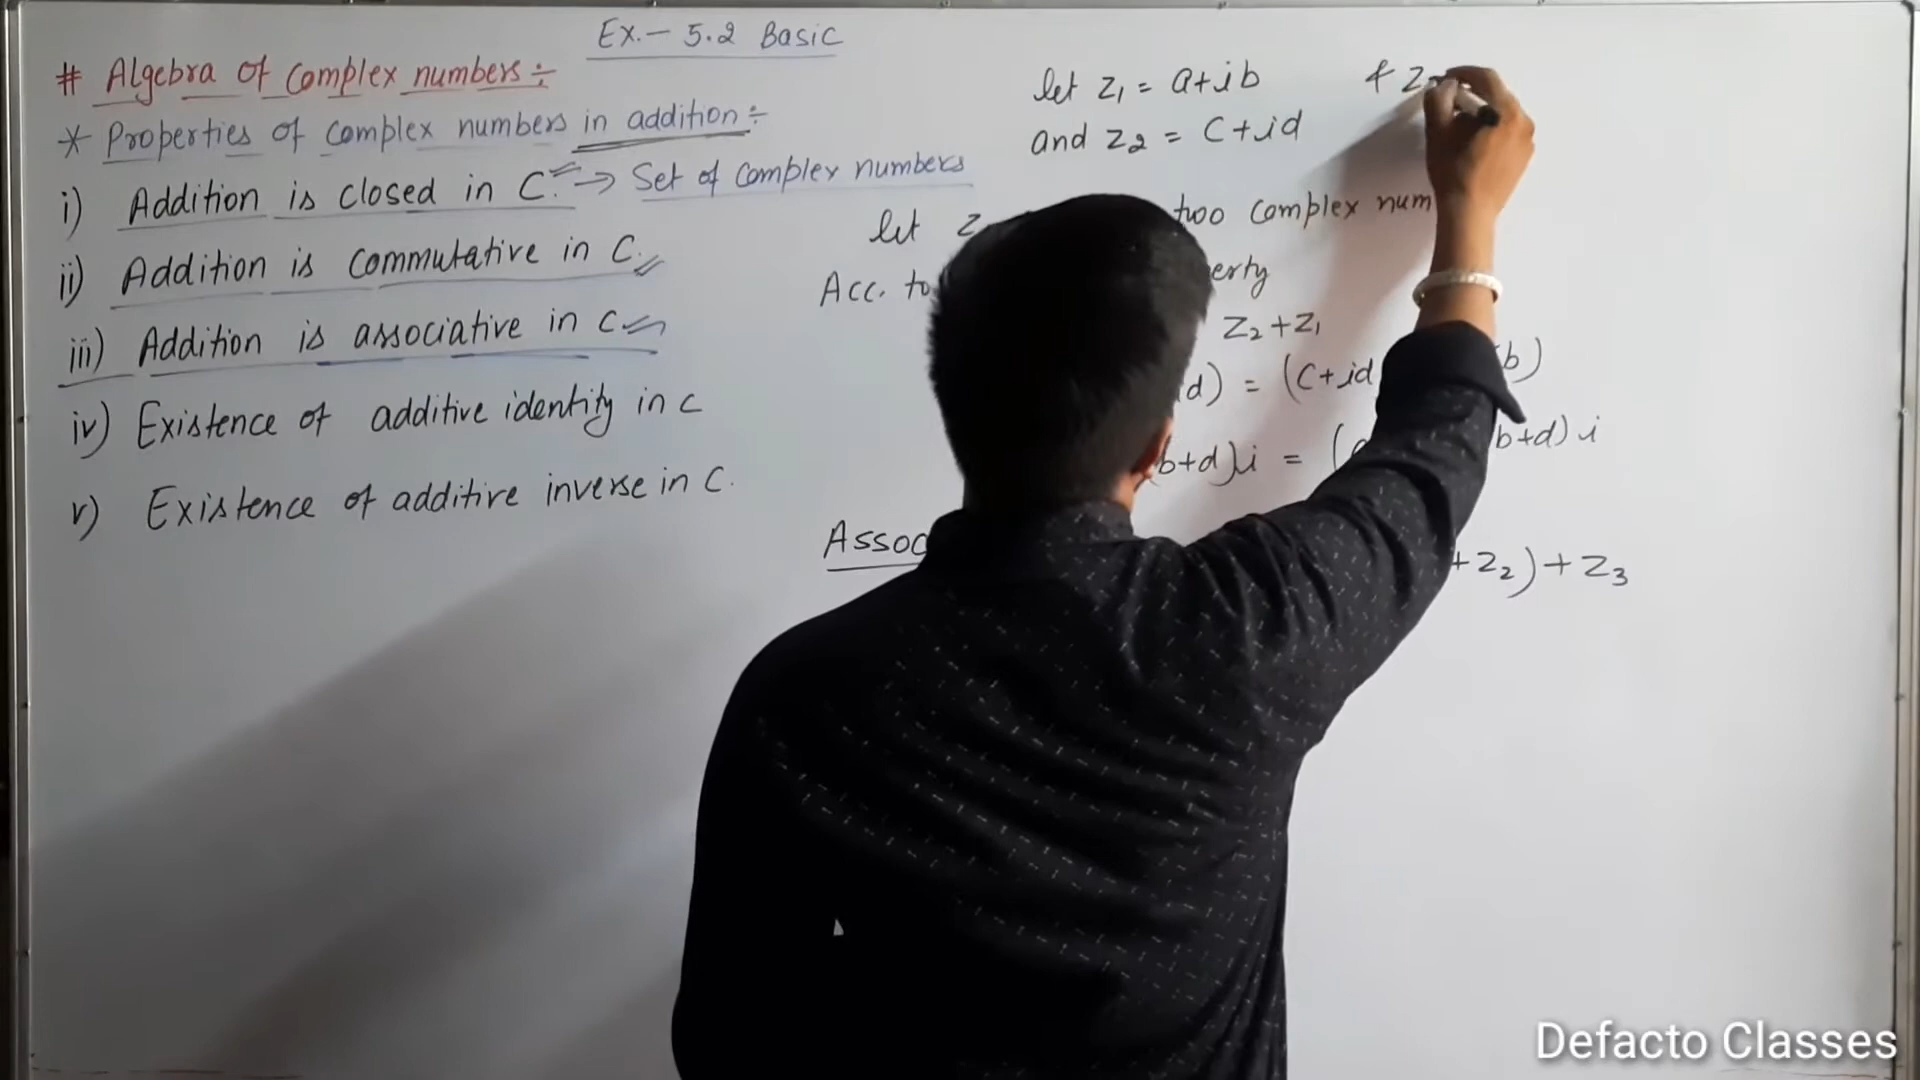 Ex.- 5.2 Basic
# Algebra of complex numbers÷
* Properties of complex numbers in addition÷
i) Addition is closed in C. → Set of complex numbers
ii) Addition is commutative in C.
iii) Addition is associative in C
iv) Existence of additive identity in C
v) Existence of additive inverse in C.
let z₁ = a+ib & z
and z₂ = c+id
let z two complex num
Acc. to erty
z₂+z₁
id) = (c+id b)
b+d)i = ( b+d)i
Assoc +z₂)+z₃
Defacto Classes